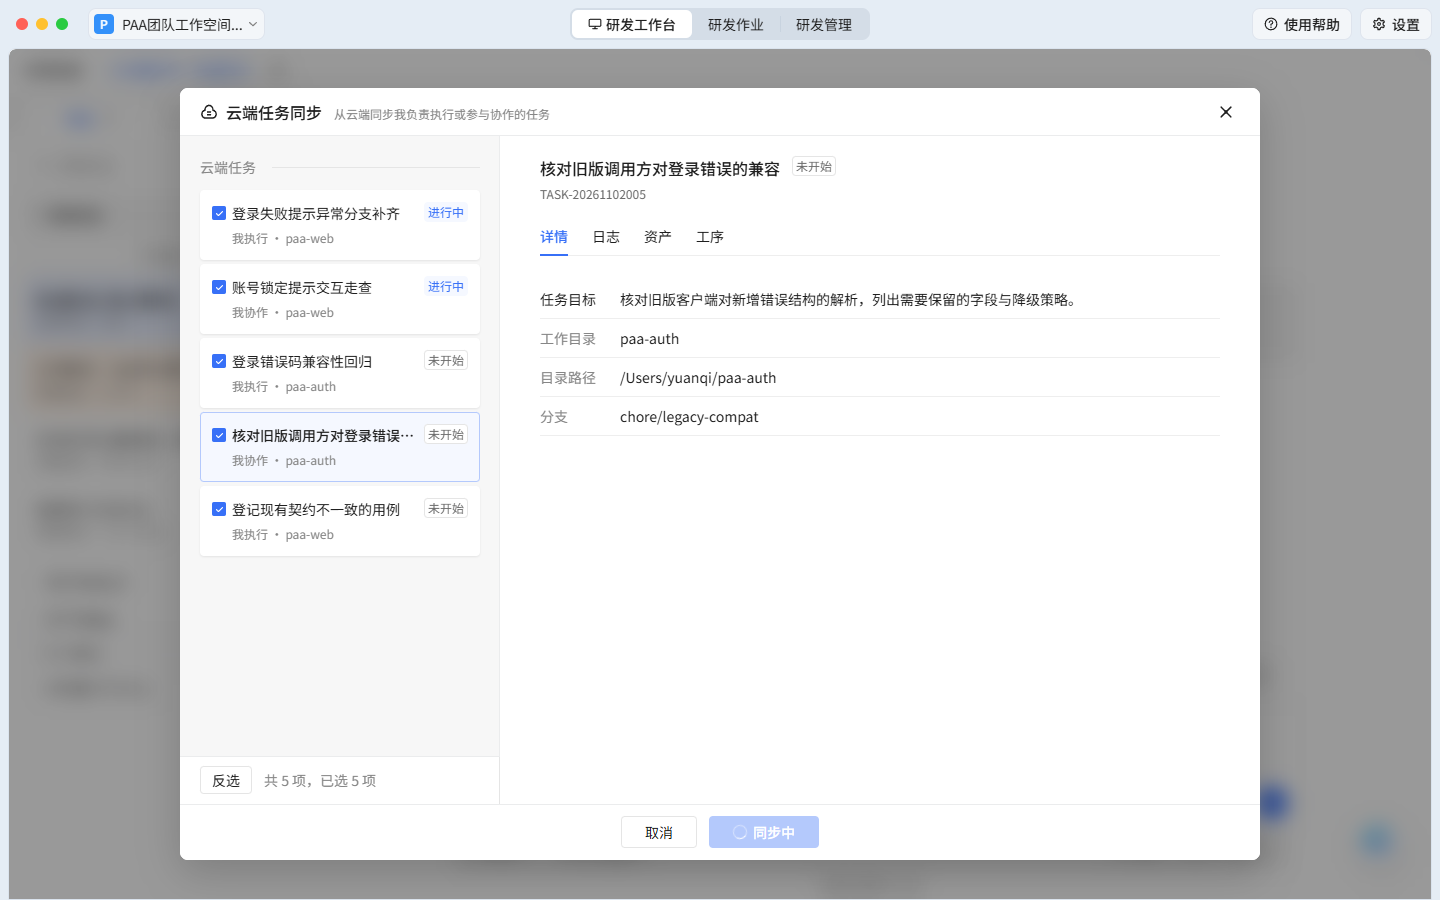 P PAA团队工作空间...
研发工作台 研发作业 研发管理
使用帮助 设置
云端任务同步 从云端同步我负责执行或参与协作的任务
云端任务
登录失败提示异常分支补齐 进行中
我执行 • paa-web
账号锁定提示交互走查 进行中
我协作 • paa-web
登录错误码兼容性回归 未开始
我执行 • paa-auth
核对旧版调用方对登录错误… 未开始
我协作 • paa-auth
登记现有契约不一致的用例 未开始
我执行 • paa-web
反选 共 5 项，已选 5 项
核对旧版调用方对登录错误的兼容 未开始
TASK-20261102005
详情 日志 资产 工序
任务目标 核对旧版客户端对新增错误结构的解析，列出需要保留的字段与降级策略。
工作目录 paa-auth
目录路径 /Users/yuanqi/paa-auth
分支 chore/legacy-compat
取消 同步中